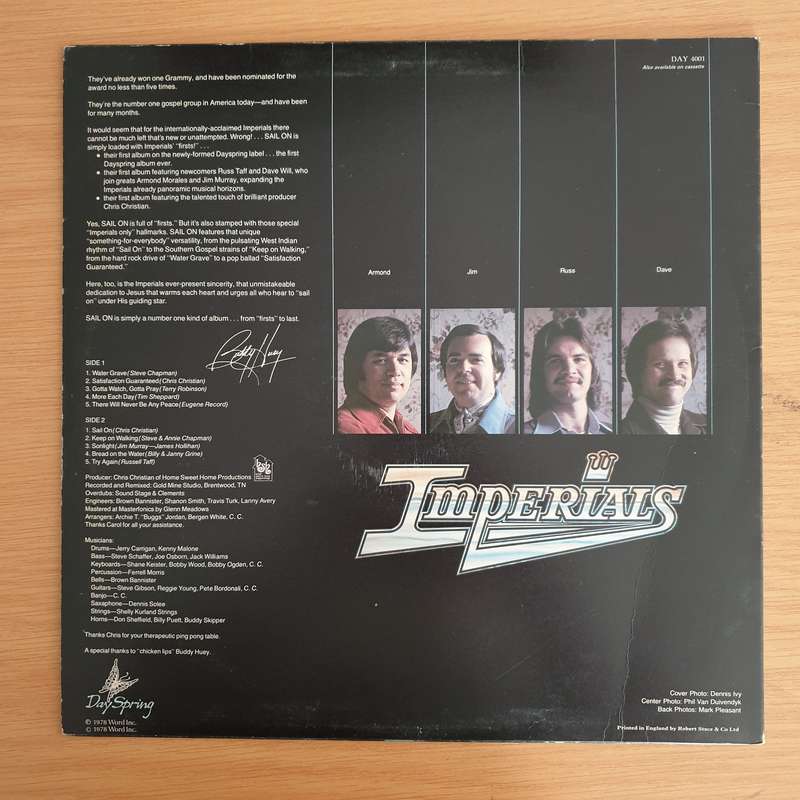 They've already won one Grammy, and have been nominated for the
award no less than five times.
They're the number one gospel group in America today—and have been
for many months.
It would seem that for the internationally-acclaimed Imperials there
cannot be much left that's new or unattempted. Wrong! . . . SAIL ON is
simply loaded with Imperials' "firsts!" . . .
• their first album on the newly-formed Dayspring label . . . the first
Dayspring album ever.
• their first album featuring newcomers Russ Taff and Dave Will, who
join greats Armond Morales and Jim Murray, expanding the
Imperials already panoramic musical horizons.
• their first album featuring the talented touch of brilliant producer
Chris Christian.
Yes, SAIL ON is full of "firsts." But it's also stamped with those special
"Imperials only" hallmarks. SAIL ON features that unique
"something-for-everybody" versatility, from the pulsating West Indian
rhythm of "Sail On" to the Southern Gospel strains of "Keep on Walking,"
from the hard rock drive of "Water Grave" to a pop ballad "Satisfaction
Guaranteed."
Here, too, is the Imperials ever-present sincerity, that unmistakeable
dedication to Jesus that warms each heart and urges all who hear to "sail
on" under His guiding star.
SAIL ON is simply a number one kind of album . . . from "firsts" to last.
Buddy Huey
SIDE 1
1. Water Grave (Steve Chapman)
2. Satisfaction Guaranteed (Chris Christian)
3. Gotta Watch, Gotta Pray (Terry Robinson)
4. More Each Day (Tim Sheppard)
5. There Will Never Be Any Peace (Eugene Record)
SIDE 2
1. Sail On (Chris Christian)
2. Keep on Walking (Steve & Annie Chapman)
3. Sonlight (Jim Murray—James Hollihan)
4. Bread on the Water (Billy & Janny Grine)
5. Try Again (Russell Taff)
Producer: Chris Christian of Home Sweet Home Productions
Recorded and Remixed: Gold Mine Studio, Brentwood, TN
Overdubs: Sound Stage & Clements
Engineers: Brown Bannister, Shanon Smith, Travis Turk, Lanny Avery
Mastered at Masterfonics by Glenn Meadows
Arrangers: Archie T. "Buggs" Jordan, Bergen White, C. C.
Thanks Carol for all your assistance.
Musicians:
Drums—Jerry Carrigan, Kenny Malone
Bass—Steve Schaffer, Joe Osborn, Jack Williams
Keyboards—Shane Keister, Bobby Wood, Bobby Ogden, C. C.
Percussion—Ferrell Morris
Bells—Brown Bannister
Guitars—Steve Gibson, Reggie Young, Pete Bordonali, C. C.
Banjo—C. C.
Saxaphone—Dennis Solee
Strings—Shelly Kurland Strings
Horns—Don Sheffield, Billy Puett, Buddy Skipper
Thanks Chris for your therapeutic ping pong table.
A special thanks to "chicken lips" Buddy Huey.
DaySpring
© 1978 Word Inc.
℗ 1978 Word Inc.
DAY 4001
Also available on cassette
Armond
Jim
Russ
Dave
IMPERIALS
Cover Photo: Dennis Ivy
Center Photo: Phil Van Duivendyk
Back Photos: Mark Pleasant
Printed in England by Robert Stace & Co Ltd